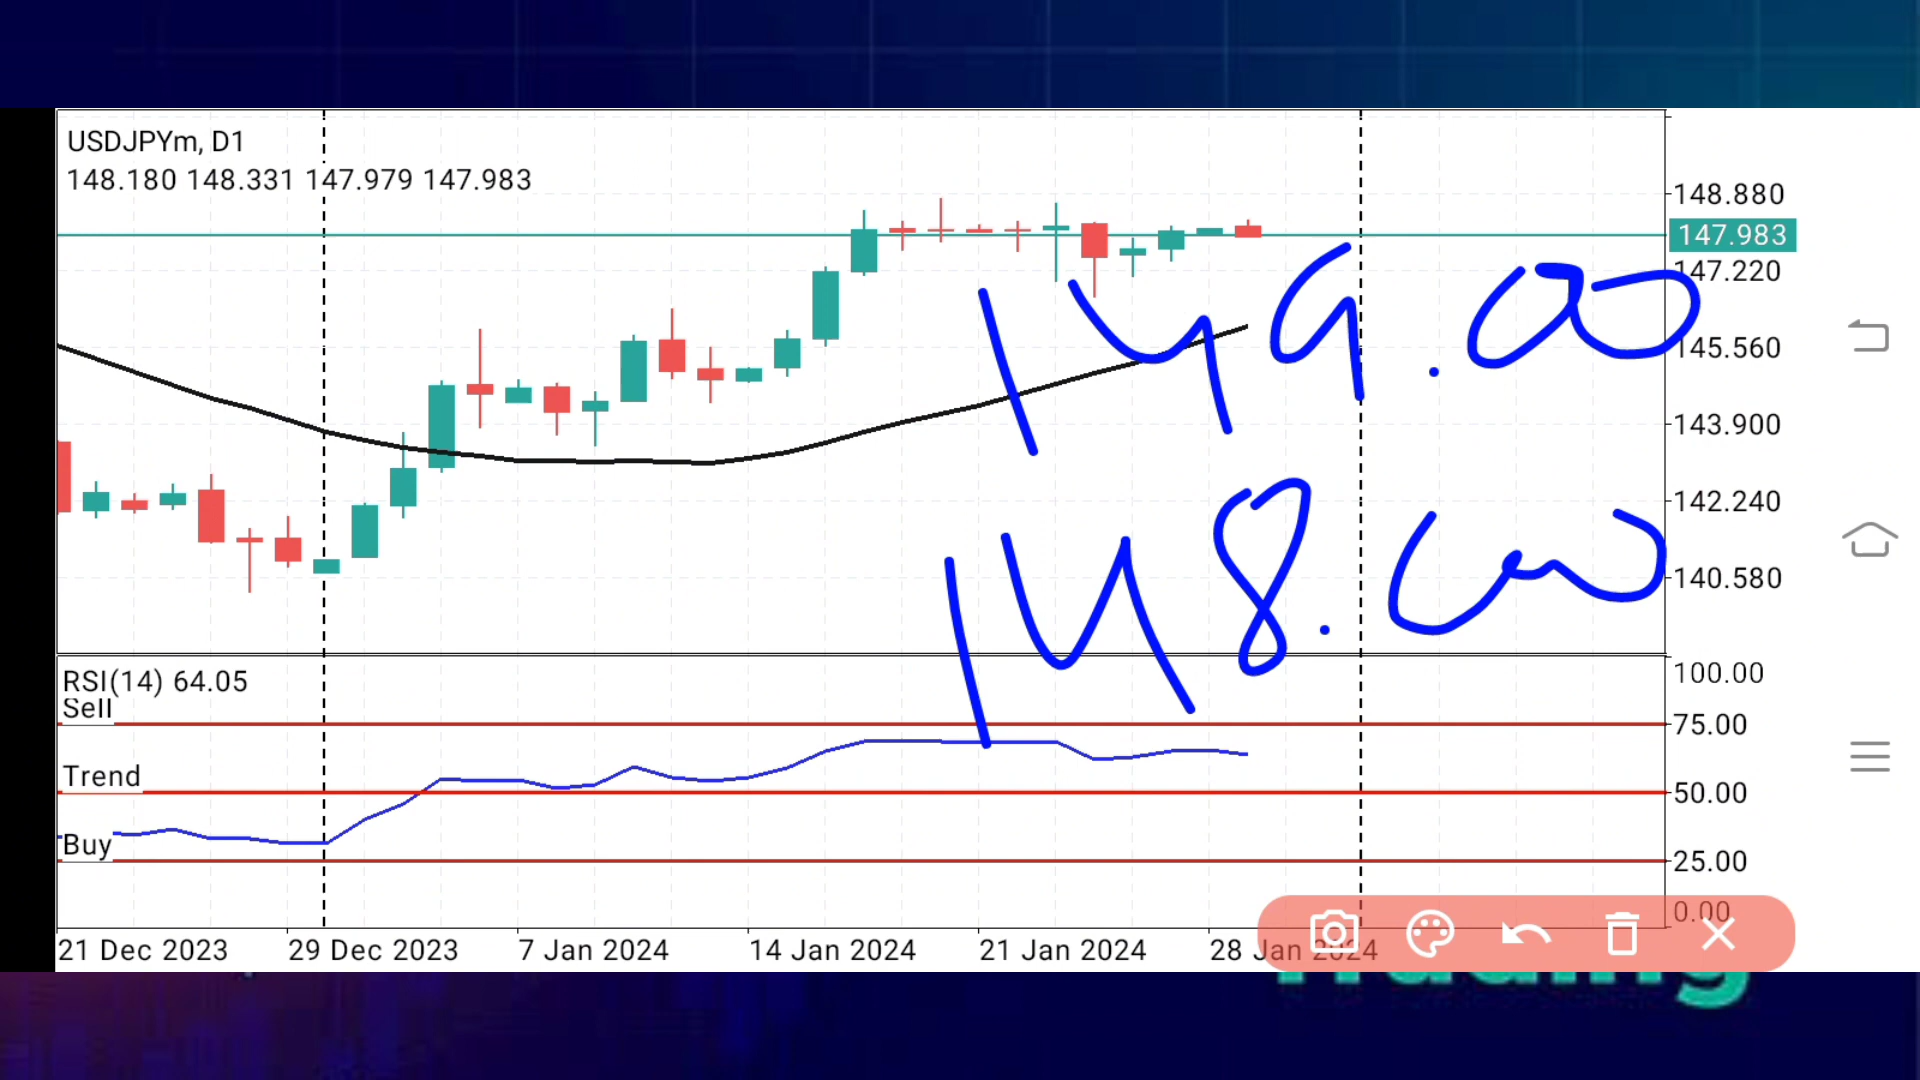 USDJPYm, D1
148.180 148.331 147.979 147.983
148.880
147.983
147.220
145.560
143.900
142.240
140.580
149.00
148.00
RSI(14) 64.05
Sell
Trend
Buy
100.00
75.00
50.00
25.00
0.00
21 Dec 2023 29 Dec 2023 7 Jan 2024 14 Jan 2024 21 Jan 2024 28 Jan 2024